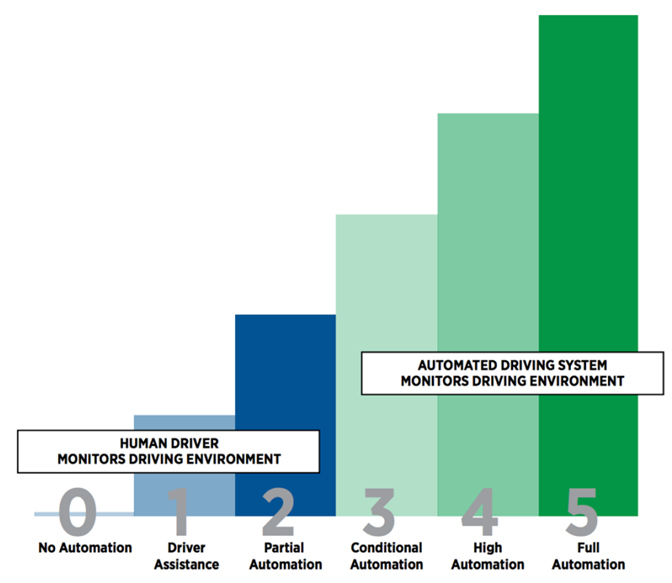 AUTOMATED DRIVING SYSTEM
MONITORS DRIVING ENVIRONMENT
HUMAN DRIVER
MONITORS DRIVING ENVIRONMENT
0
No Automation
1
Driver
Assistance
2
Partial
Automation
3
Conditional
Automation
4
High
Automation
5
Full
Automation